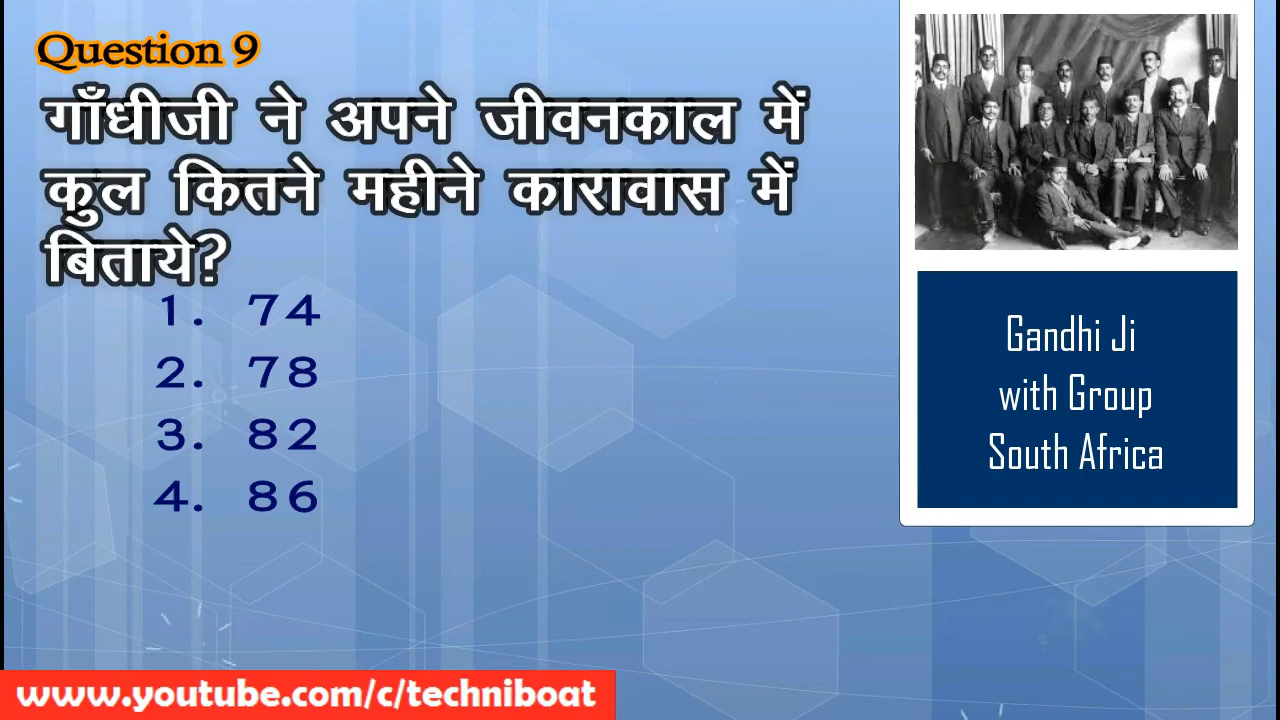 Question 9
गाँधीजी ने अपने जीवनकाल में
कुल कितने महीने कारावास में
बिताये?
1. 74
2. 78
3. 82
4. 86
Gandhi Ji
with Group
South Africa
www.youtube.com/c/techniboat